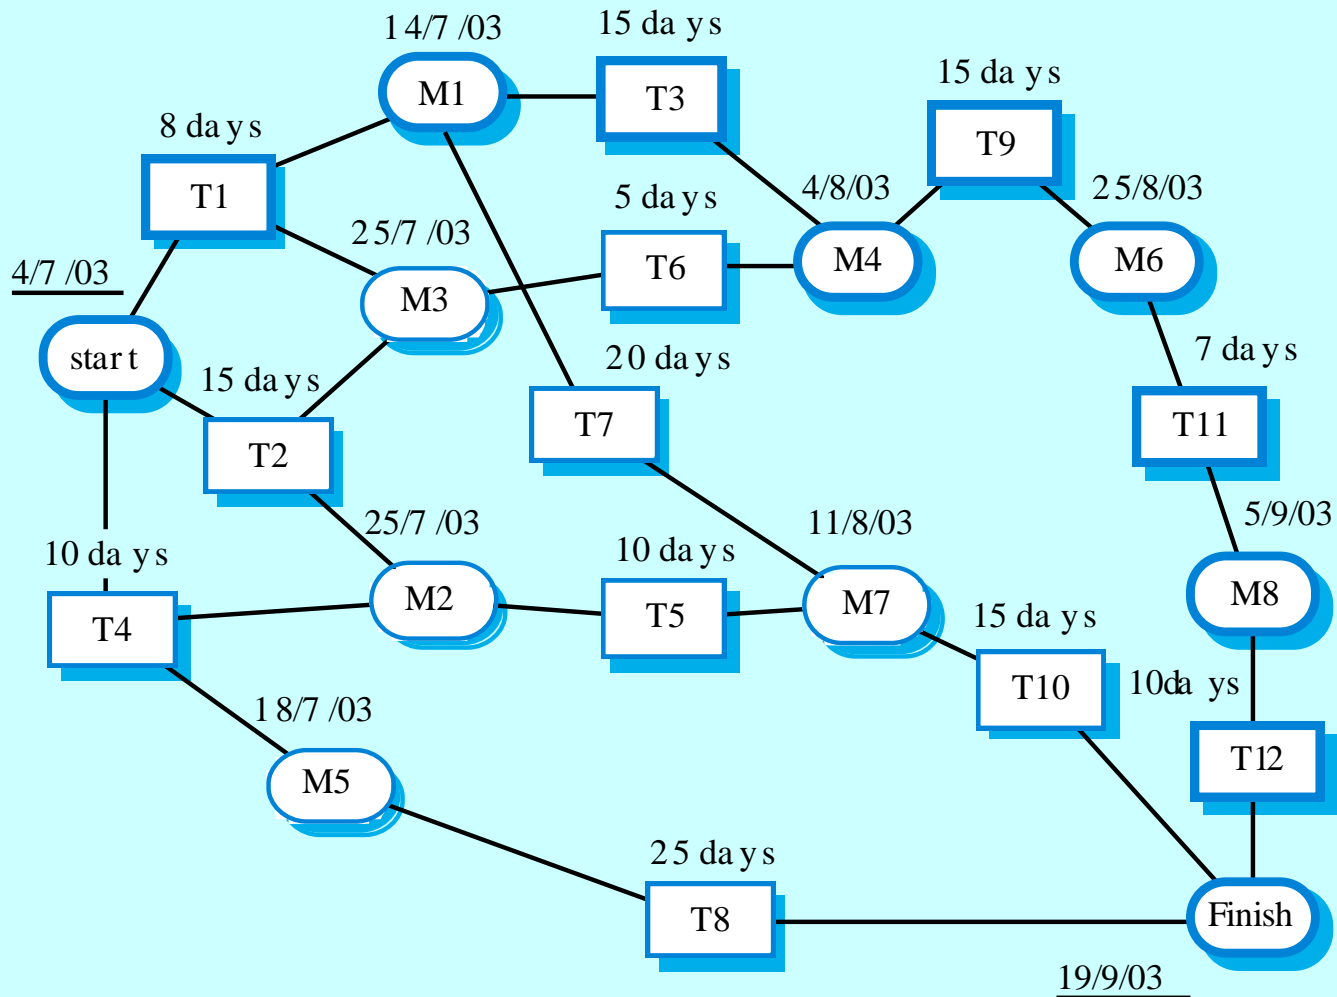 14/7/03
15 days
M1
T3
15 days
T9
8 days
T1
4/8/03
25/8/03
5 days
25/7/03
M4
M6
T6
4/7/03
M3
start
7 days
20 days
15 days
T7
T11
T2
5/9/03
25/7/03
11/8/03
10 days
10 days
M2
M7
M8
T4
T5
15 days
T10
10da ys
18/7/03
T12
M5
25 days
T8
Finish
19/9/03